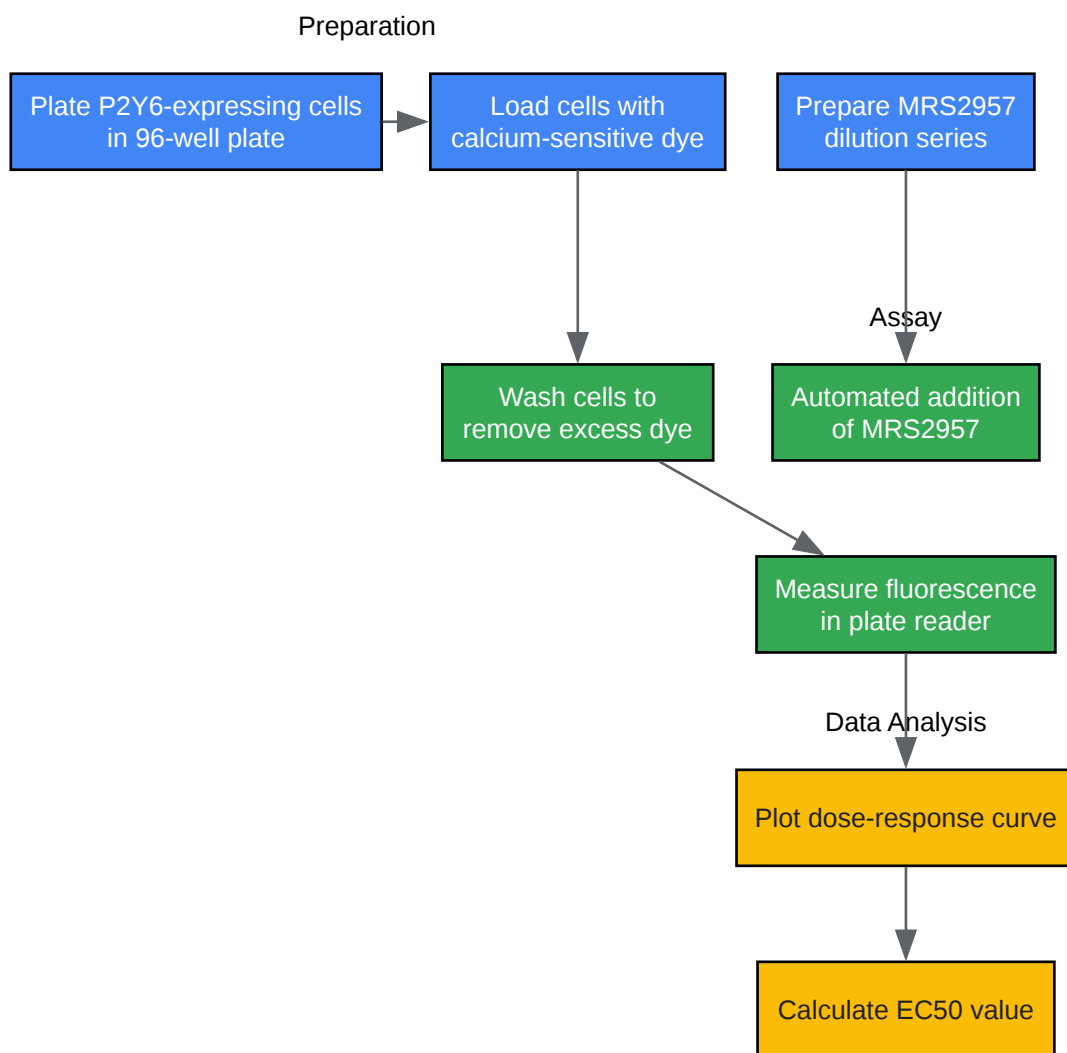 Preparation
Plate P2Y6-expressing cells
in 96-well plate
Load cells with
calcium-sensitive dye
Prepare MRS2957
dilution series
Assay
Wash cells to
remove excess dye
Automated addition
of MRS2957
Measure fluorescence
in plate reader
Data Analysis
Plot dose-response curve
Calculate EC50 value